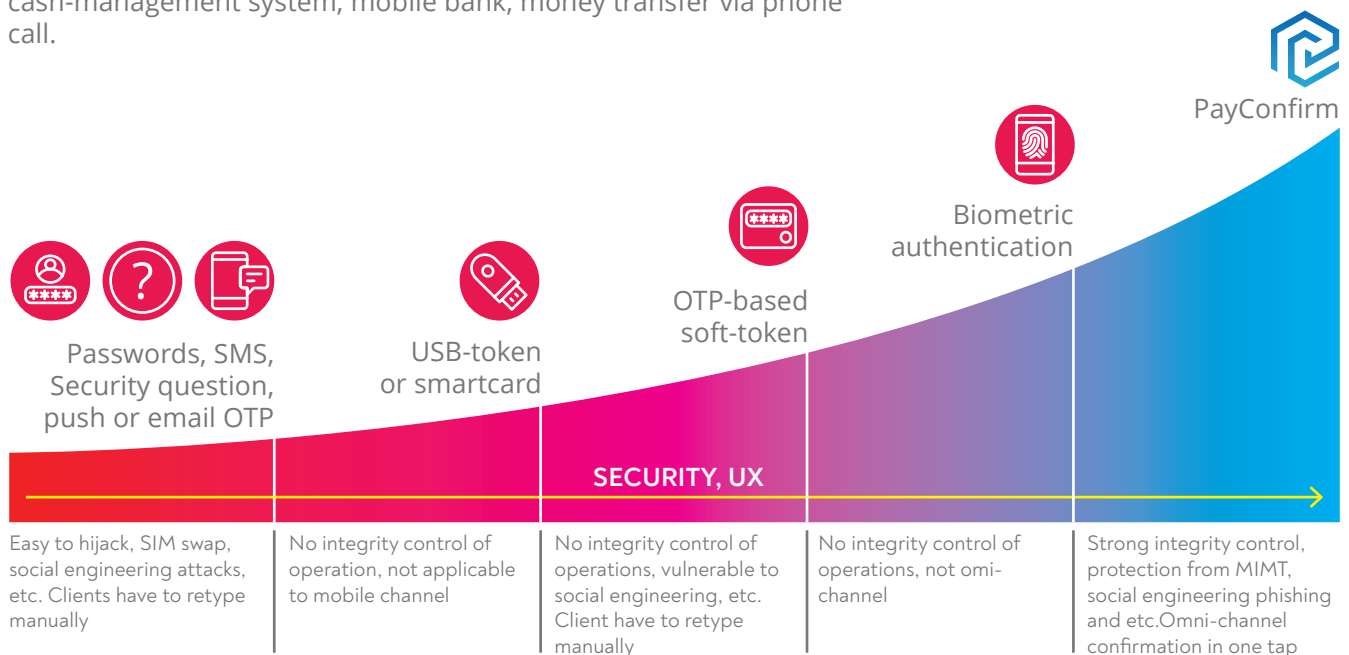 cash-management system, mobile bank, money transfer via phone
call.
PayConfirm
Biometric
authentication
OTP-based
soft-token
USB-token
or smartcard
Passwords, SMS,
Security question,
push or email OTP
SECURITY, UX
Easy to hijack, SIM swap,
social engineering attacks,
etc. Clients have to retype
manually
No integrity control of
operation, not applicable
to mobile channel
No integrity control of
operations, vulnerable to
social engineering, etc.
Client have to retype
manually
No integrity control of
operations, not omi-
channel
Strong integrity control,
protection from MIMT,
social engineering phishing
and etc.Omni-channel
confirmation in one tap